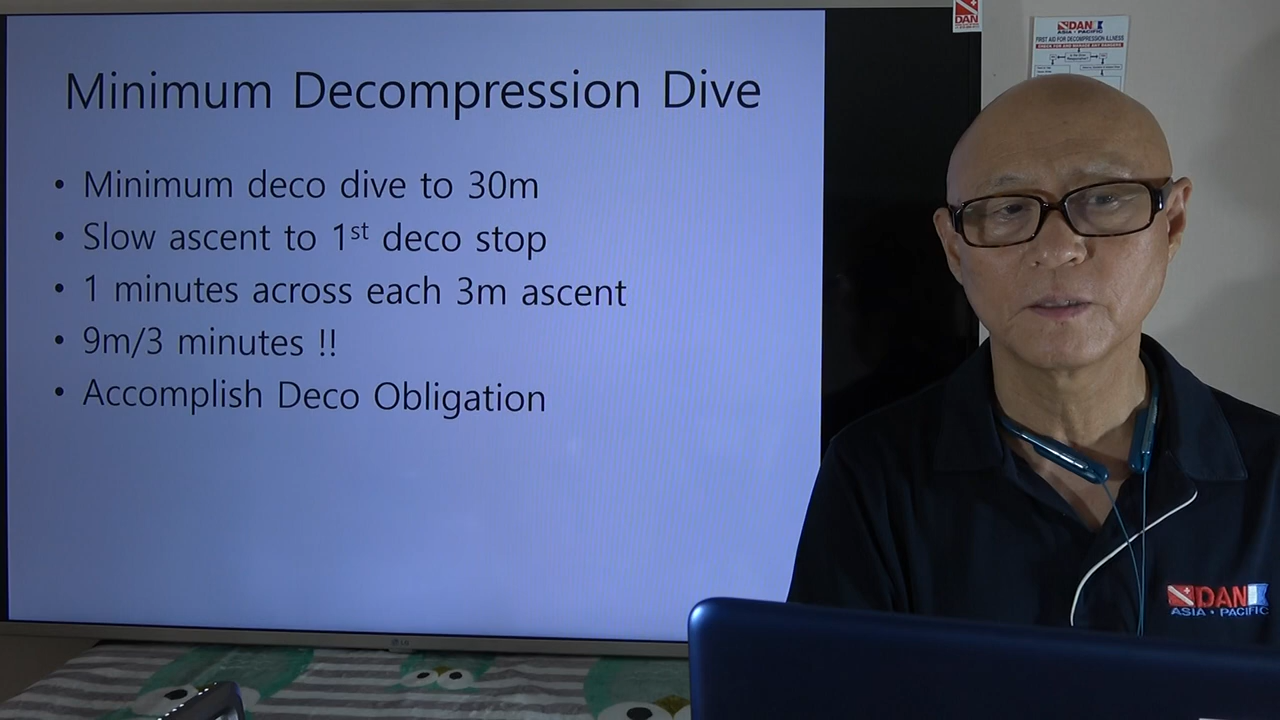 Minimum Decompression Dive
• Minimum deco dive to 30m
• Slow ascent to 1st deco stop
• 1 minutes across each 3m ascent
• 9m/3 minutes !!
• Accomplish Deco Obligation
DAN
DAN
ASIA • PACIFIC
FIRST AID FOR DECOMPRESSION ILLNESS
DAN
ASIA • PACIFIC
LG